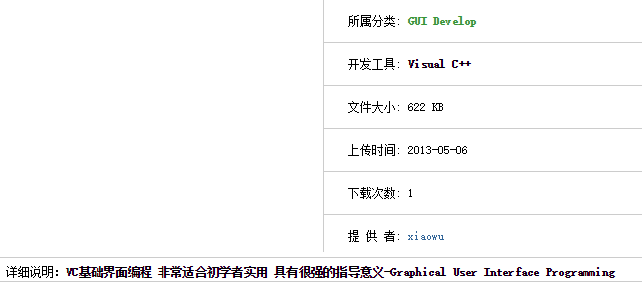 所属分类: GUI Develop
开发工具: Visual C++
文件大小: 622 KB
上传时间: 2013-05-06
下载次数: 1
提 供 者: xiaowu
详细说明：VC基础界面编程 非常适合初学者实用 具有很强的指导意义-Graphical User Interface Programming